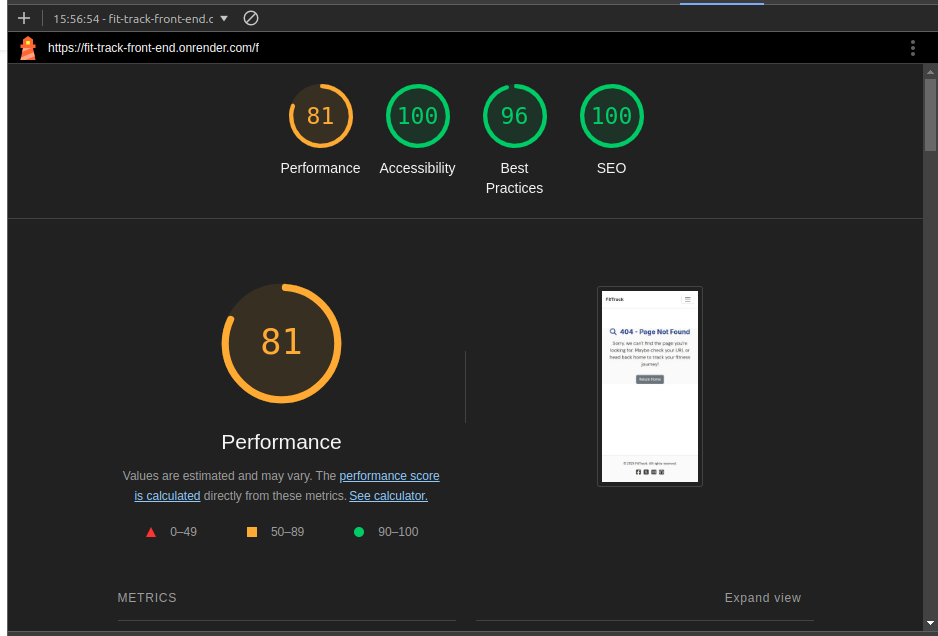 15:56:54 - fit-track-front-end.c
https://fit-track-front-end.onrender.com/f
81
100
96
100
Performance
Accessibility
Best
Practices
SEO
81
FitTrack
404 - Page Not Found
Sorry, we can't find the page you're
looking for. Maybe check your URL or
head back home to track your fitness
journey!
Return Home
© 2025 FitTrack. All rights reserved.
Performance
Values are estimated and may vary. The performance score
is calculated directly from these metrics. See calculator.
0–49
50–89
90–100
METRICS
Expand view